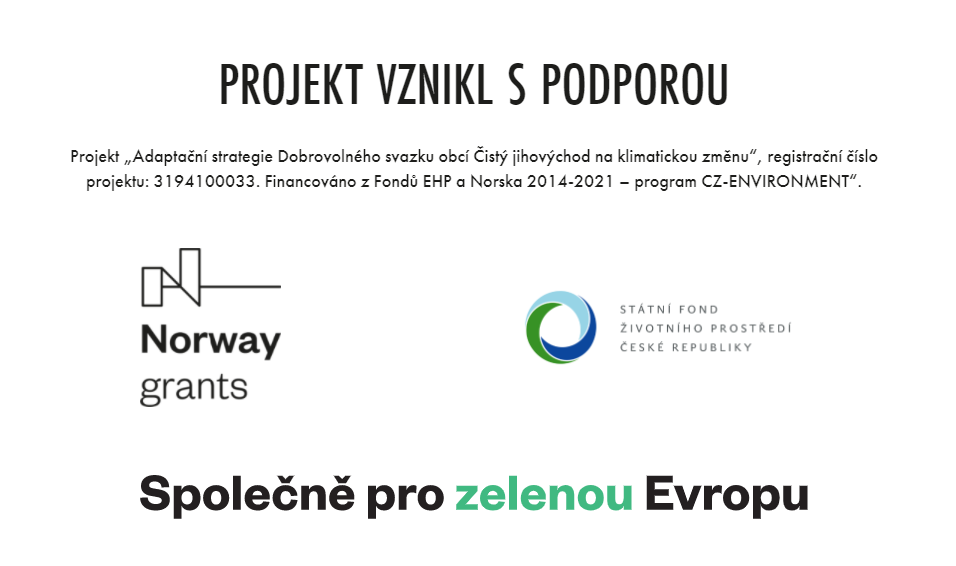 PROJEKT VZNIKL S PODPOROU
Projekt „Adaptační strategie Dobrovolného svazku obcí Čistý jihovýchod na klimatickou změnu“, registrační číslo
projektu: 3194100033. Financováno z Fondů EHP a Norska 2014-2021 – program CZ-ENVIRONMENT“.
Norway
grants
STÁTNÍ FOND
ŽIVOTNÍHO PROSTŘEDÍ
ČESKÉ REPUBLIKY
Společně pro zelenou Evropu